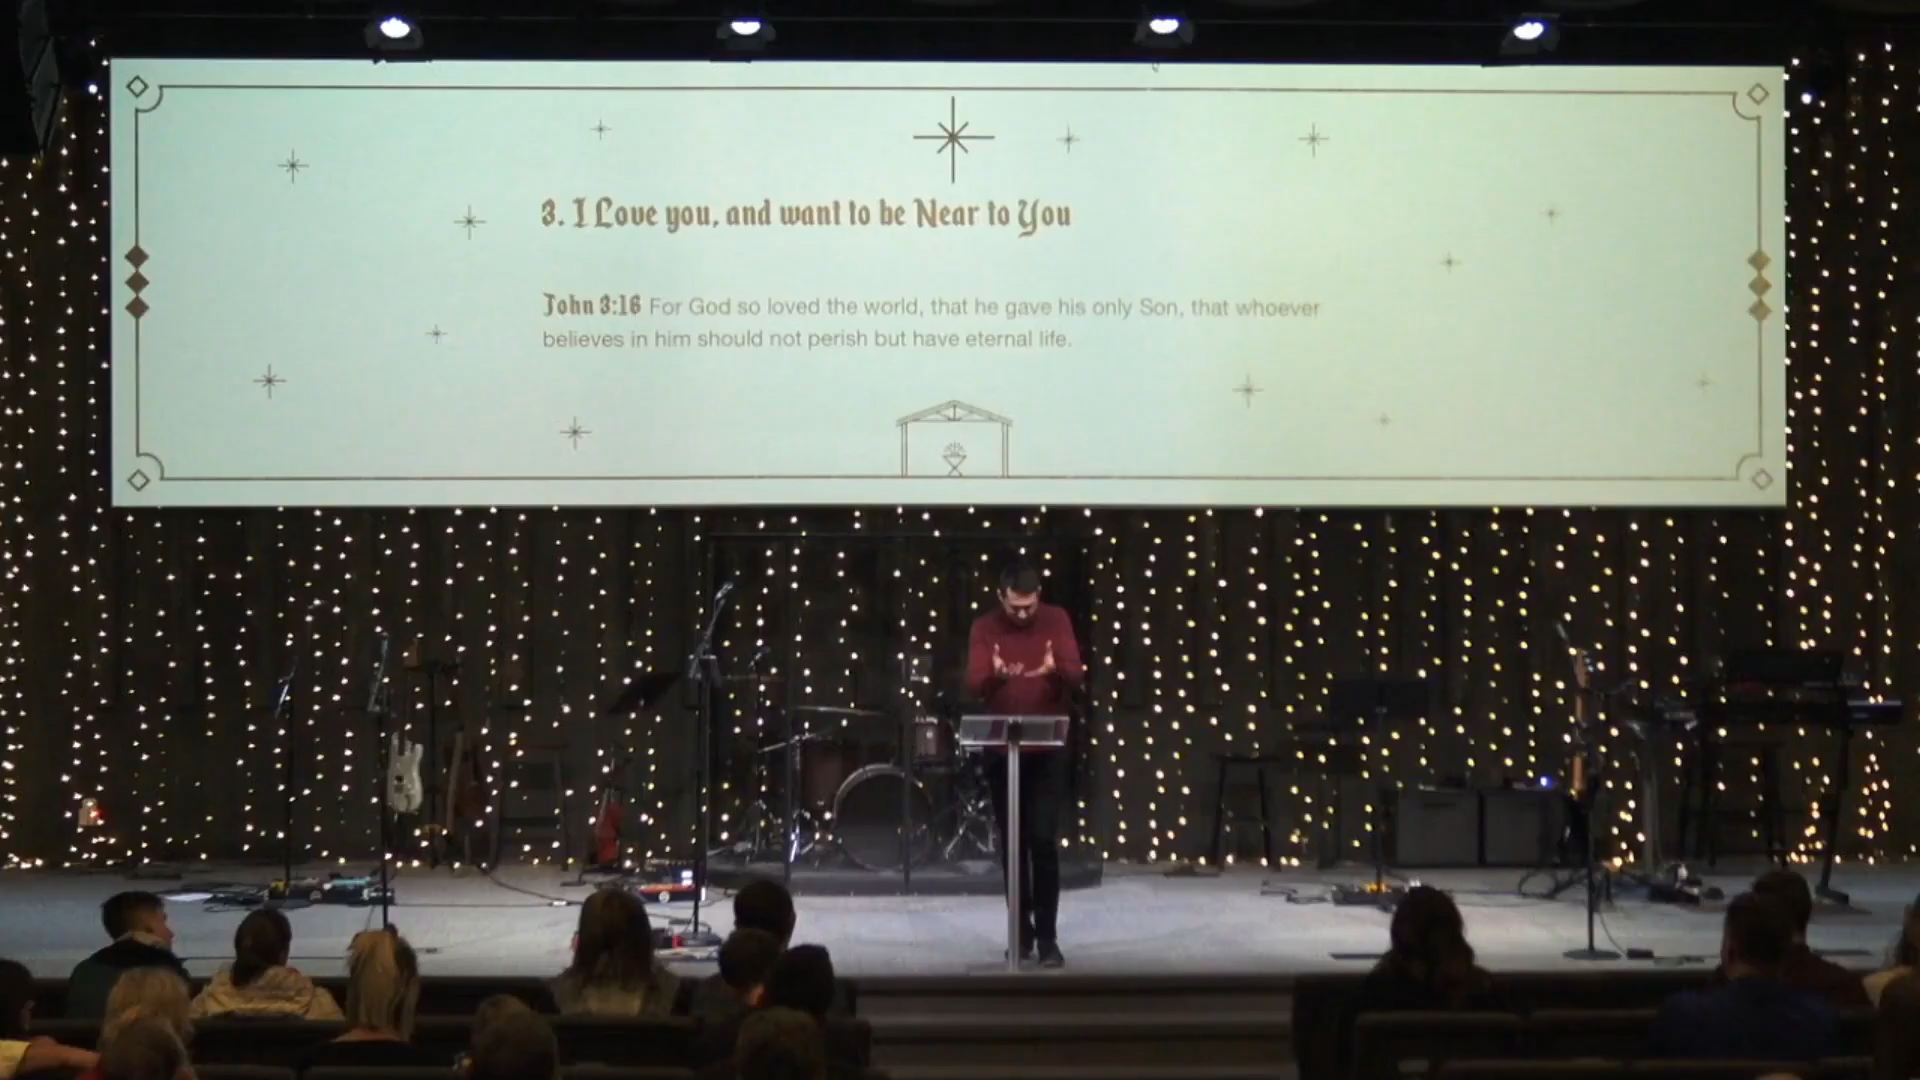 3. I Love you, and want to be Near to You
John 3:16 For God so loved the world, that he gave his only Son, that whoever
believes in him should not perish but have eternal life.